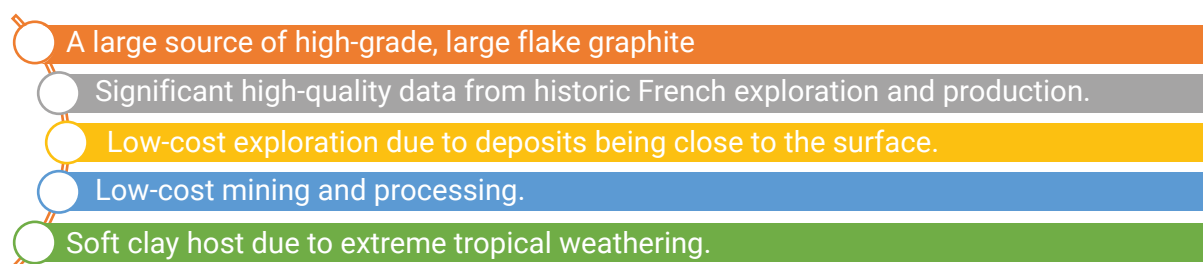 A large source of high-grade, large flake graphite
Significant high-quality data from historic French exploration and production.
Low-cost exploration due to deposits being close to the surface.
Low-cost mining and processing.
Soft clay host due to extreme tropical weathering.